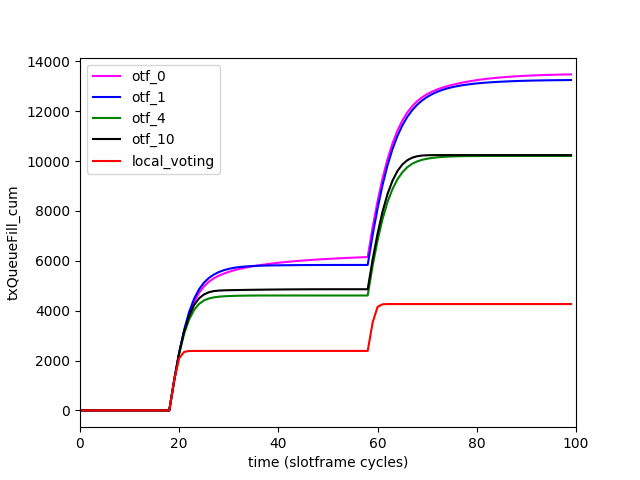 14000
12000
10000
8000
6000
4000
2000
0
txQueueFill_cum
otf_0
otf_1
otf_4
otf_10
local_voting
0 20 40 60 80 100
time (slotframe cycles)